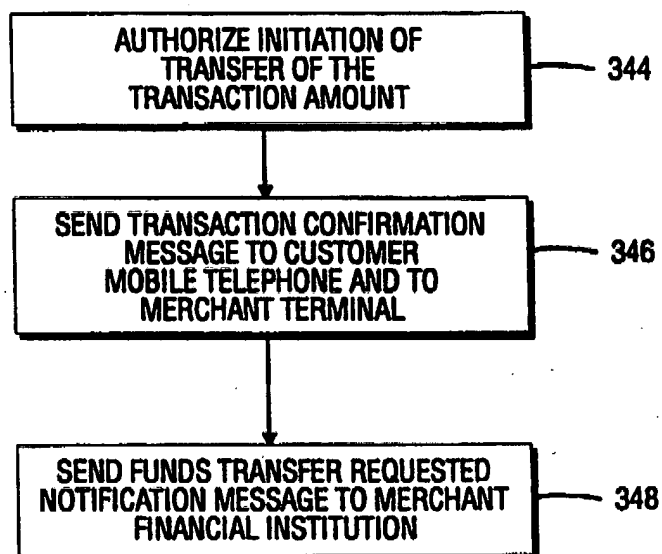 AUTHORIZE INITIATION OF
TRANSFER OF THE
TRANSACTION AMOUNT
344
SEND TRANSACTION CONFIRMATION
MESSAGE TO CUSTOMER
MOBILE TELEPHONE AND TO
MERCHANT TERMINAL
346
SEND FUNDS TRANSFER REQUESTED
NOTIFICATION MESSAGE TO MERCHANT
FINANCIAL INSTITUTION
348